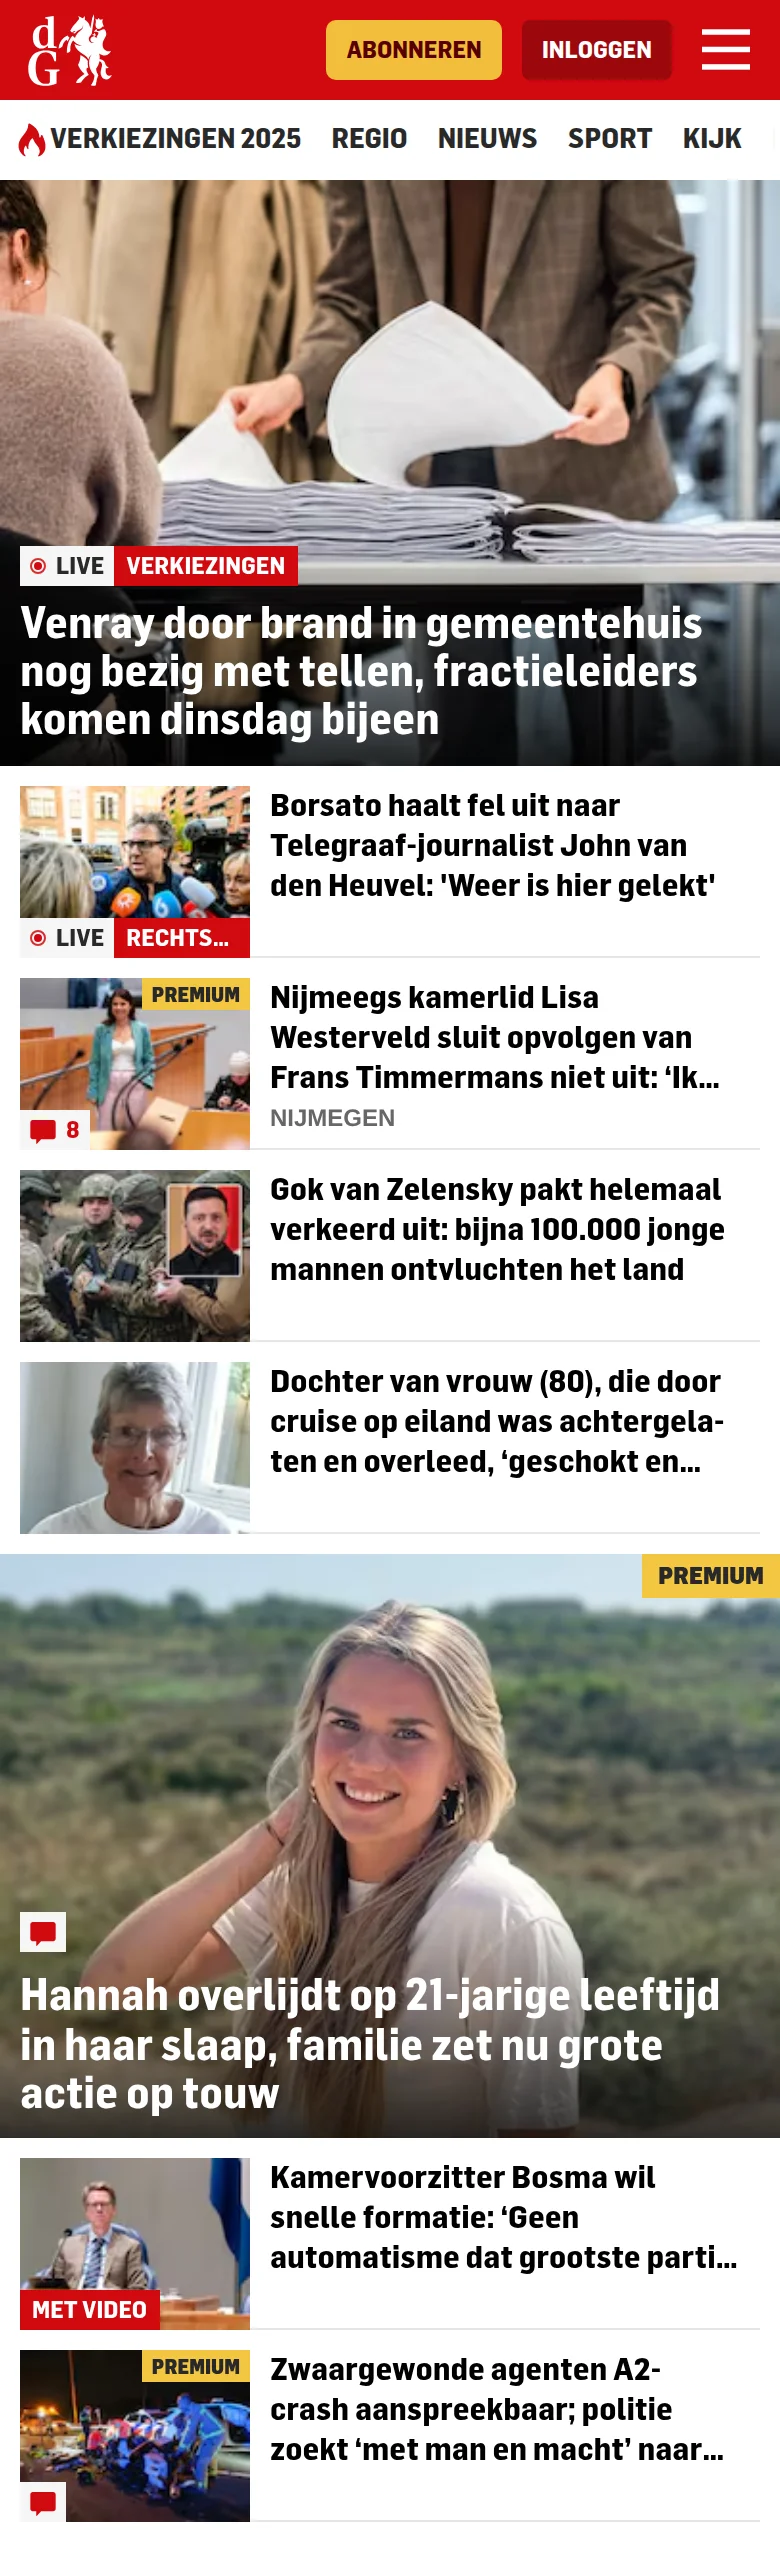 dG
ABONNEREN
INLOGGEN
VERKIEZINGEN 2025
REGIO
NIEUWS
SPORT
KIJK
LIVE
VERKIEZINGEN
Venray door brand in gemeentehuis
nog bezig met tellen, fractieleiders
komen dinsdag bijeen
Borsato haalt fel uit naar
Telegraaf-journalist John van
den Heuvel: 'Weer is hier gelekt'
LIVE
RECHTS...
PREMIUM
8
Nijmeegs kamerlid Lisa
Westerveld sluit opvolgen van
Frans Timmermans niet uit: ‘Ik...
NIJMEGEN
Gok van Zelensky pakt helemaal
verkeerd uit: bijna 100.000 jonge
mannen ontvluchten het land
Dochter van vrouw (80), die door
cruise op eiland was achtergela-
ten en overleed, ‘geschokt en...
PREMIUM
Hannah overlijdt op 21-jarige leeftijd
in haar slaap, familie zet nu grote
actie op touw
Kamervoorzitter Bosma wil
snelle formatie: ‘Geen
automatisme dat grootste parti...
MET VIDEO
PREMIUM
Zwaargewonde agenten A2-
crash aanspreekbaar; politie
zoekt ‘met man en macht’ naar...